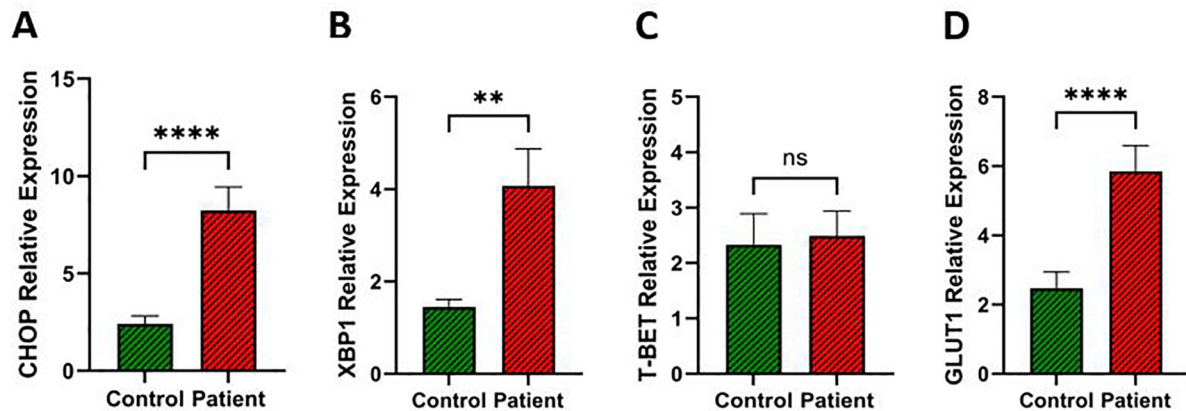 A
CHOP Relative Expression
15
10
5
0
****
Control Patient
B
XBP1 Relative Expression
6
4
2
0
**
Control Patient
C
T-BET Relative Expression
5
4
3
2
1
0
ns
Control Patient
D
GLUT1 Relative Expression
8
6
4
2
0
****
Control Patient